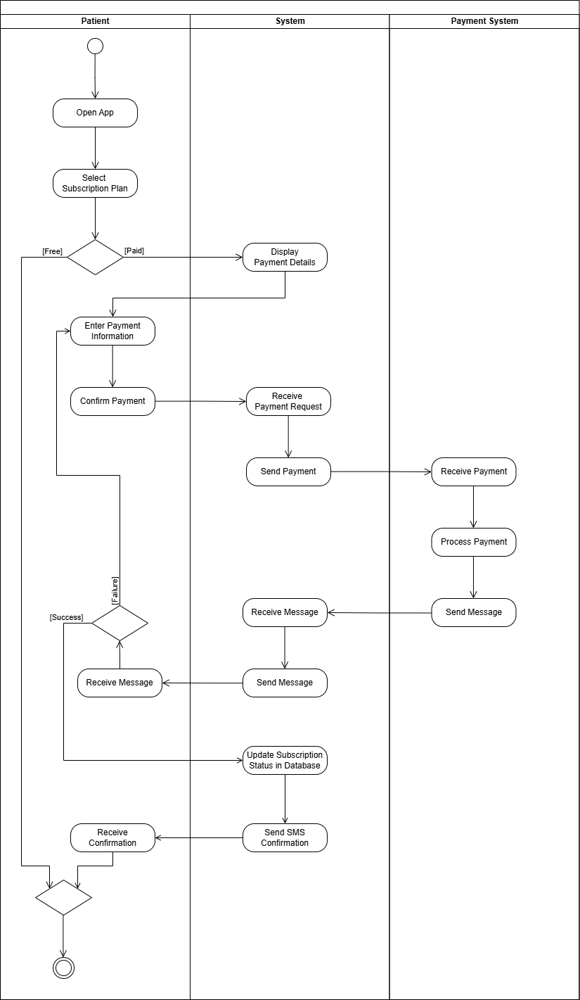 Patient
System
Payment System
Open App
Select
Subscription Plan
[Free]
[Paid]
Display
Payment Details
Enter Payment
Information
Confirm Payment
Receive
Payment Request
Send Payment
Receive Payment
Process Payment
[Failure]
[Success]
Receive Message
Send Message
Receive Message
Send Message
Update Subscription
Status in Database
Receive
Confirmation
Send SMS
Confirmation